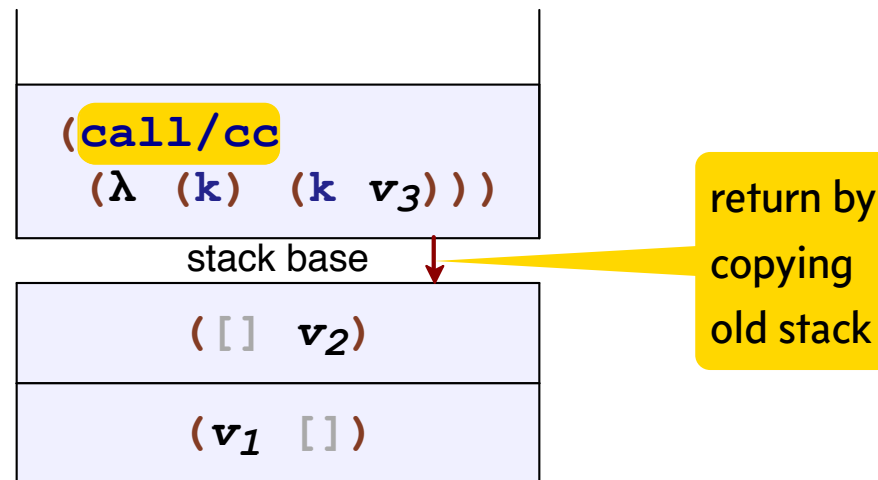 (call/cc
(λ (k) (k v₃)))
stack base
([] v₂)
(v₁ [])
return by
copying
old stack